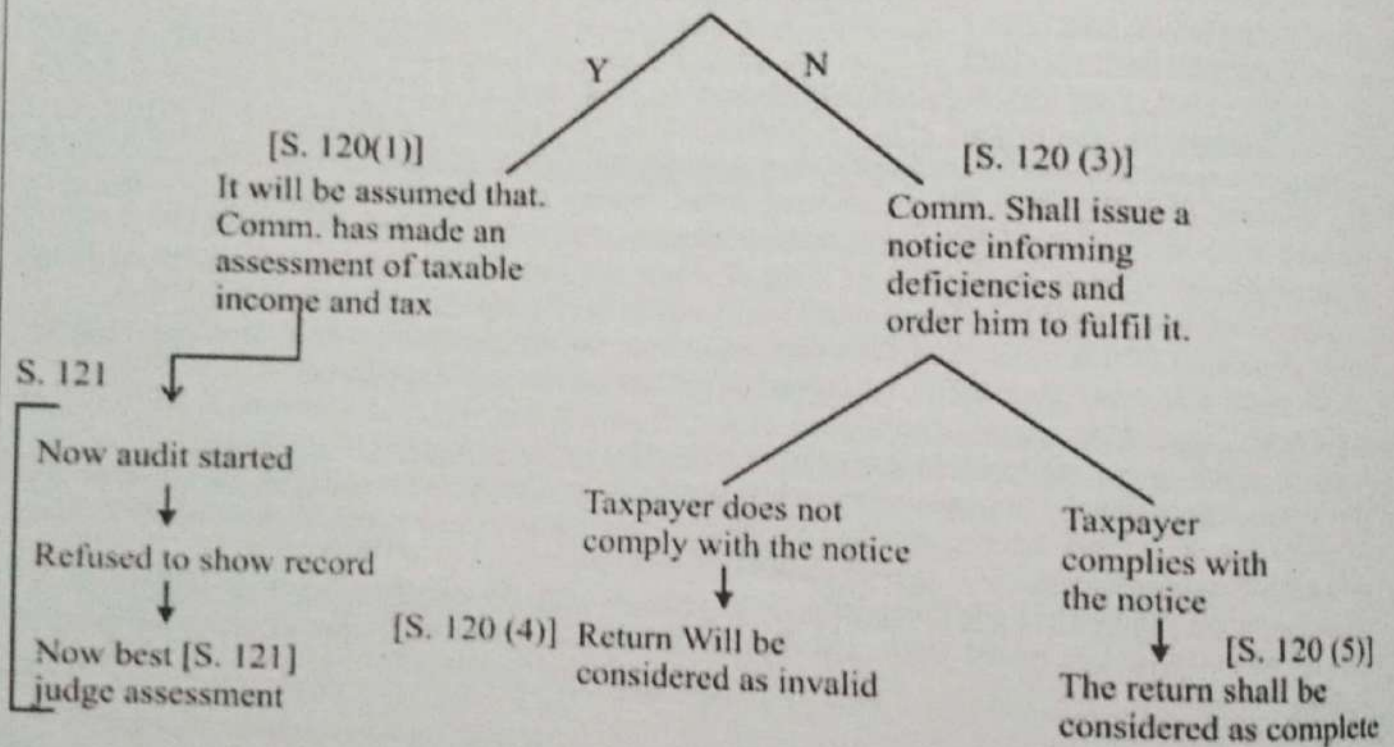 Y
N
[S. 120(1)]
It will be assumed that.
Comm. has made an
assessment of taxable
income and tax
[S. 120 (3)]
Comm. Shall issue a
notice informing
deficiencies and
order him to fulfil it.
S. 121
Now audit started
Refused to show record
Now best [S. 121]
judge assessment
Taxpayer does not
comply with the notice
[S. 120 (4)] Return Will be
considered as invalid
Taxpayer
complies with
the notice
[S. 120 (5)]
The return shall be
considered as complete